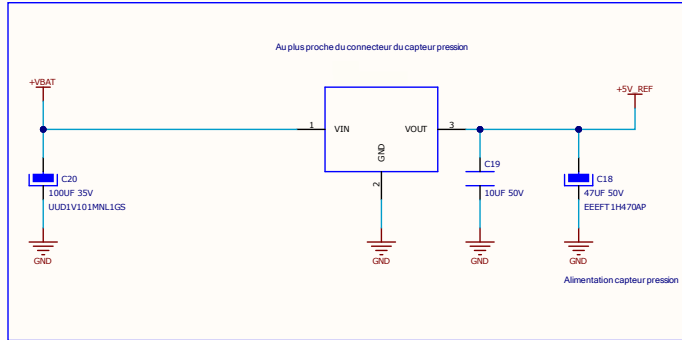 Au plus proche du connecteur du capteur pression
+VBAT
+5V_REF
1
VIN
VOUT
3
GND
2
C20
100UF 35V
UUD1V101MNL1GS
C19
10UF 50V
C18
47UF 50V
EEEFT1H470AP
GND
GND
GND
GND
Alimentation capteur pression